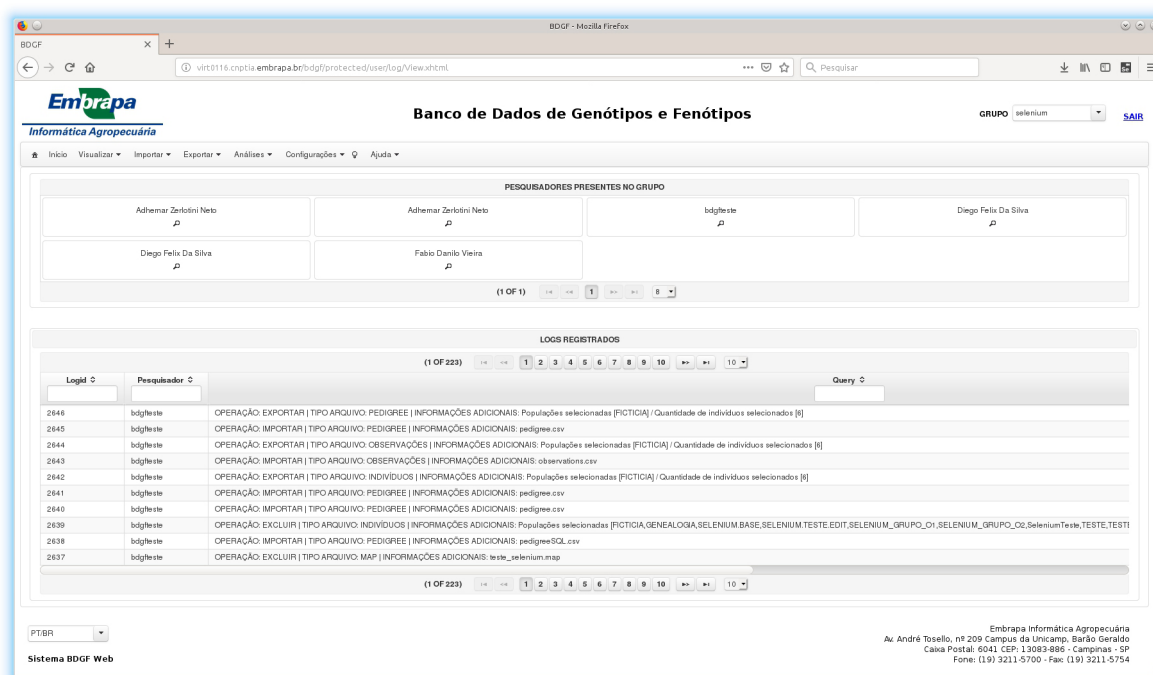 BDGF - Mozilla Firefox
BDGF × +
virt0116.cnptia.embrapa.br/bdgf/protected/user/log/View.xhtml ... Pesquisar
Embrapa
Informática Agropecuária
Banco de Dados de Genótipos e Fenótipos
GRUPO selenium SAIR
Início Visualizar Importar Exportar Análises Configurações Ajuda
PESQUISADORES PRESENTES NO GRUPO
Adhemar Zerlotini Neto Adhemar Zerlotini Neto bdgfteste Diego Felix Da Silva
Diego Felix Da Silva Fabio Danilo Vieira
(1 OF 1) 1 8
LOGS REGISTRADOS
(1 OF 223) 1 2 3 4 5 6 7 8 9 10 10
Logid Pesquisador Query
2646 bdgfteste OPERAÇÃO: EXPORTAR | TIPO ARQUIVO: PEDIGREE | INFORMAÇÕES ADICIONAIS: Populações selecionadas [FICTICIA] / Quantidade de indivíduos selecionados [6]
2645 bdgfteste OPERAÇÃO: IMPORTAR | TIPO ARQUIVO: PEDIGREE | INFORMAÇÕES ADICIONAIS: pedigree.csv
2644 bdgfteste OPERAÇÃO: EXPORTAR | TIPO ARQUIVO: OBSERVAÇÕES | INFORMAÇÕES ADICIONAIS: Populações selecionadas [FICTICIA] / Quantidade de indivíduos selecionados [6]
2643 bdgfteste OPERAÇÃO: IMPORTAR | TIPO ARQUIVO: OBSERVAÇÕES | INFORMAÇÕES ADICIONAIS: observations.csv
2642 bdgfteste OPERAÇÃO: EXPORTAR | TIPO ARQUIVO: INDIVÍDUOS | INFORMAÇÕES ADICIONAIS: Populações selecionadas [FICTICIA] / Quantidade de indivíduos selecionados [6]
2641 bdgfteste OPERAÇÃO: IMPORTAR | TIPO ARQUIVO: PEDIGREE | INFORMAÇÕES ADICIONAIS: pedigree.csv
2640 bdgfteste OPERAÇÃO: IMPORTAR | TIPO ARQUIVO: PEDIGREE | INFORMAÇÕES ADICIONAIS: pedigree.csv
2639 bdgfteste OPERAÇÃO: EXCLUIR | TIPO ARQUIVO: INDIVÍDUOS | INFORMAÇÕES ADICIONAIS: Populações selecionadas [FICTICIA,GENEALOGIA,SELENIUM.BASE,SELENIUM.TESTE.EDIT,SELENIUM_GRUPO_O1,SELENIUM_GRUPO_O2,SeleniumTeste,TESTE,TESTE
2638 bdgfteste OPERAÇÃO: IMPORTAR | TIPO ARQUIVO: PEDIGREE | INFORMAÇÕES ADICIONAIS: pedigreeSQL.csv
2637 bdgfteste OPERAÇÃO: EXCLUIR | TIPO ARQUIVO: MAP | INFORMAÇÕES ADICIONAIS: teste_selenium.map
(1 OF 223) 1 2 3 4 5 6 7 8 9 10 10
PT/BR
Sistema BDGF Web
Embrapa Informática Agropecuária
Av. André Tosello, nº 209 Campus da Unicamp, Barão Geraldo
Caixa Postal: 6041 CEP: 13083-886 - Campinas - SP
Fone: (19) 3211-5700 - Fax: (19) 3211-5754